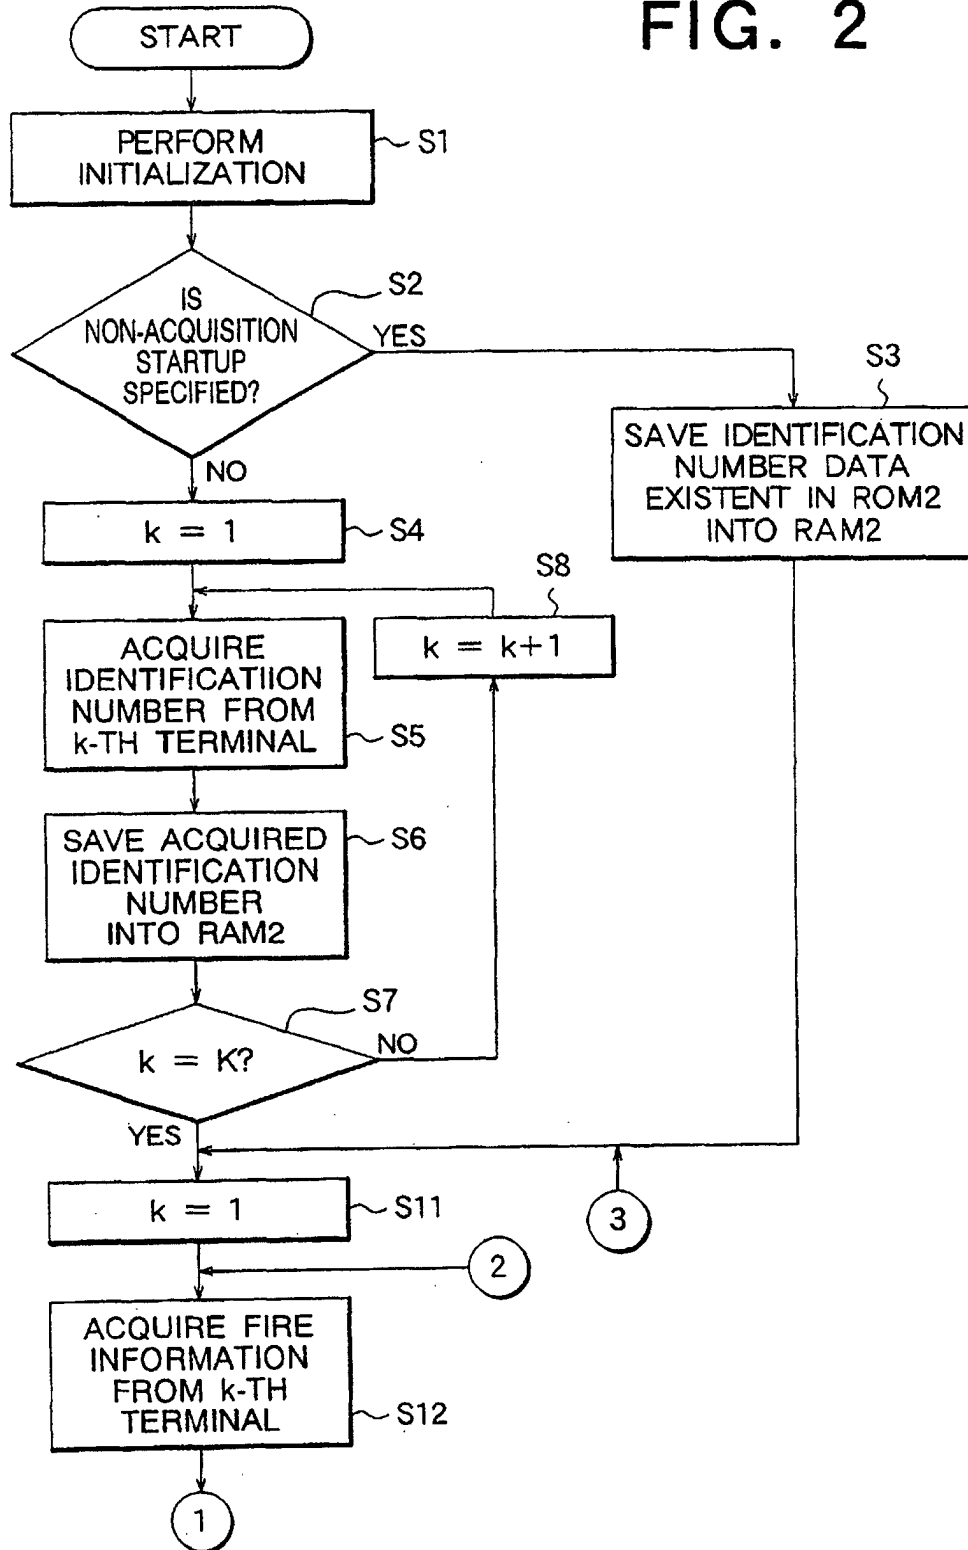 FIG. 2
START
PERFORM
INITIALIZATION
S1
IS
NON-ACQUISITION
STARTUP
SPECIFIED?
S2
YES
NO
S3
SAVE IDENTIFICATION
NUMBER DATA
EXISTENT IN ROM2
INTO RAM2
k = 1
S4
S8
k = k+1
ACQUIRE
IDENTIFICATIION
NUMBER FROM
k-TH TERMINAL
S5
SAVE ACQUIRED
IDENTIFICATION
NUMBER
INTO RAM2
S6
S7
k = K?
NO
YES
k = 1
S11
3
2
ACQUIRE FIRE
INFORMATION
FROM k-TH
TERMINAL
S12
1